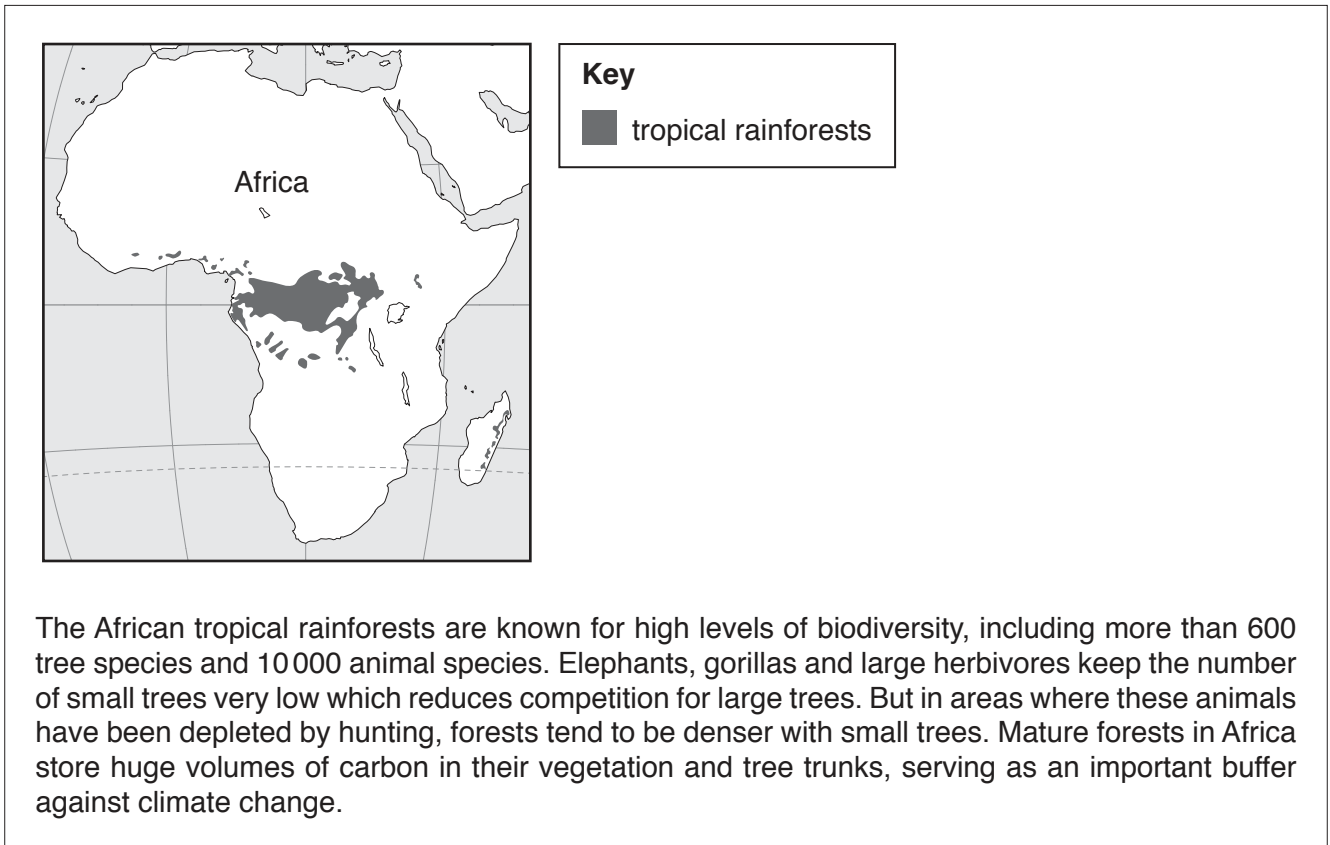 Key
tropical rainforests
Africa
The African tropical rainforests are known for high levels of biodiversity, including more than 600
tree species and 10 000 animal species. Elephants, gorillas and large herbivores keep the number
of small trees very low which reduces competition for large trees. But in areas where these animals
have been depleted by hunting, forests tend to be denser with small trees. Mature forests in Africa
store huge volumes of carbon in their vegetation and tree trunks, serving as an important buffer
against climate change.